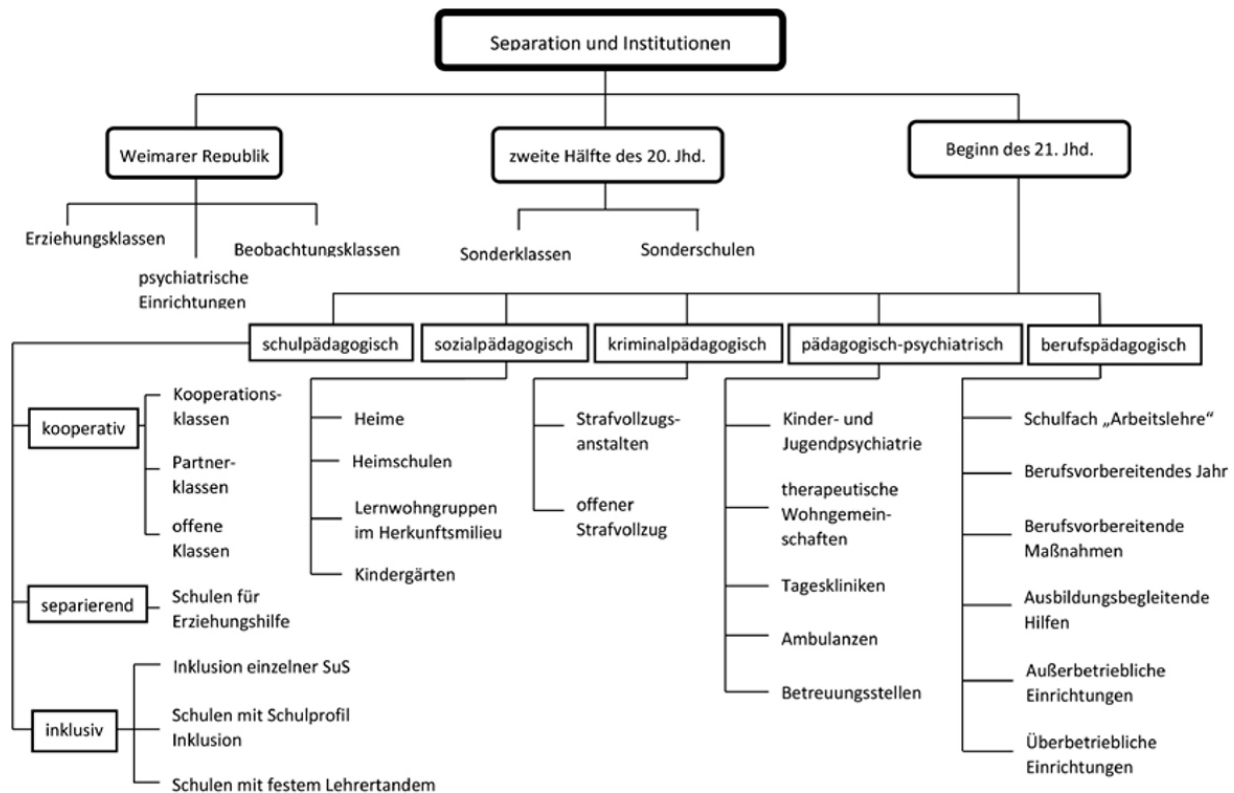 Separation und Institutionen
Weimarer Republik
zweite Hälfte des 20. Jhd.
Beginn des 21. Jhd.
Erziehungsklassen
psychiatrische
Einrichtungen
Beobachtungsklassen
Sonderklassen
Sonderschulen
schulpädagogisch
sozialpädagogisch
kriminalpädagogisch
pädagogisch-psychiatrisch
berufspädagogisch
kooperativ
Kooperations-
klassen
Partner-
klassen
offene
Klassen
separierend
Schulen für
Erziehungshilfe
inklusiv
Inklusion einzelner SuS
Schulen mit Schulprofil
Inklusion
Schulen mit festem Lehrertandem
Heime
Heimschulen
Lernwohngruppen
im Herkunftsmilieu
Kindergärten
Strafvollzugs-
anstalten
offener
Strafvollzug
Kinder- und
Jugendpsychiatrie
therapeutische
Wohngemein-
schaften
Tageskliniken
Ambulanzen
Betreuungsstellen
Schulfach „Arbeitslehre“
Berufsvorbereitendes Jahr
Berufsvorbereitende
Maßnahmen
Ausbildungsbegleitende
Hilfen
Außerbetriebliche
Einrichtungen
Überbetriebliche
Einrichtungen